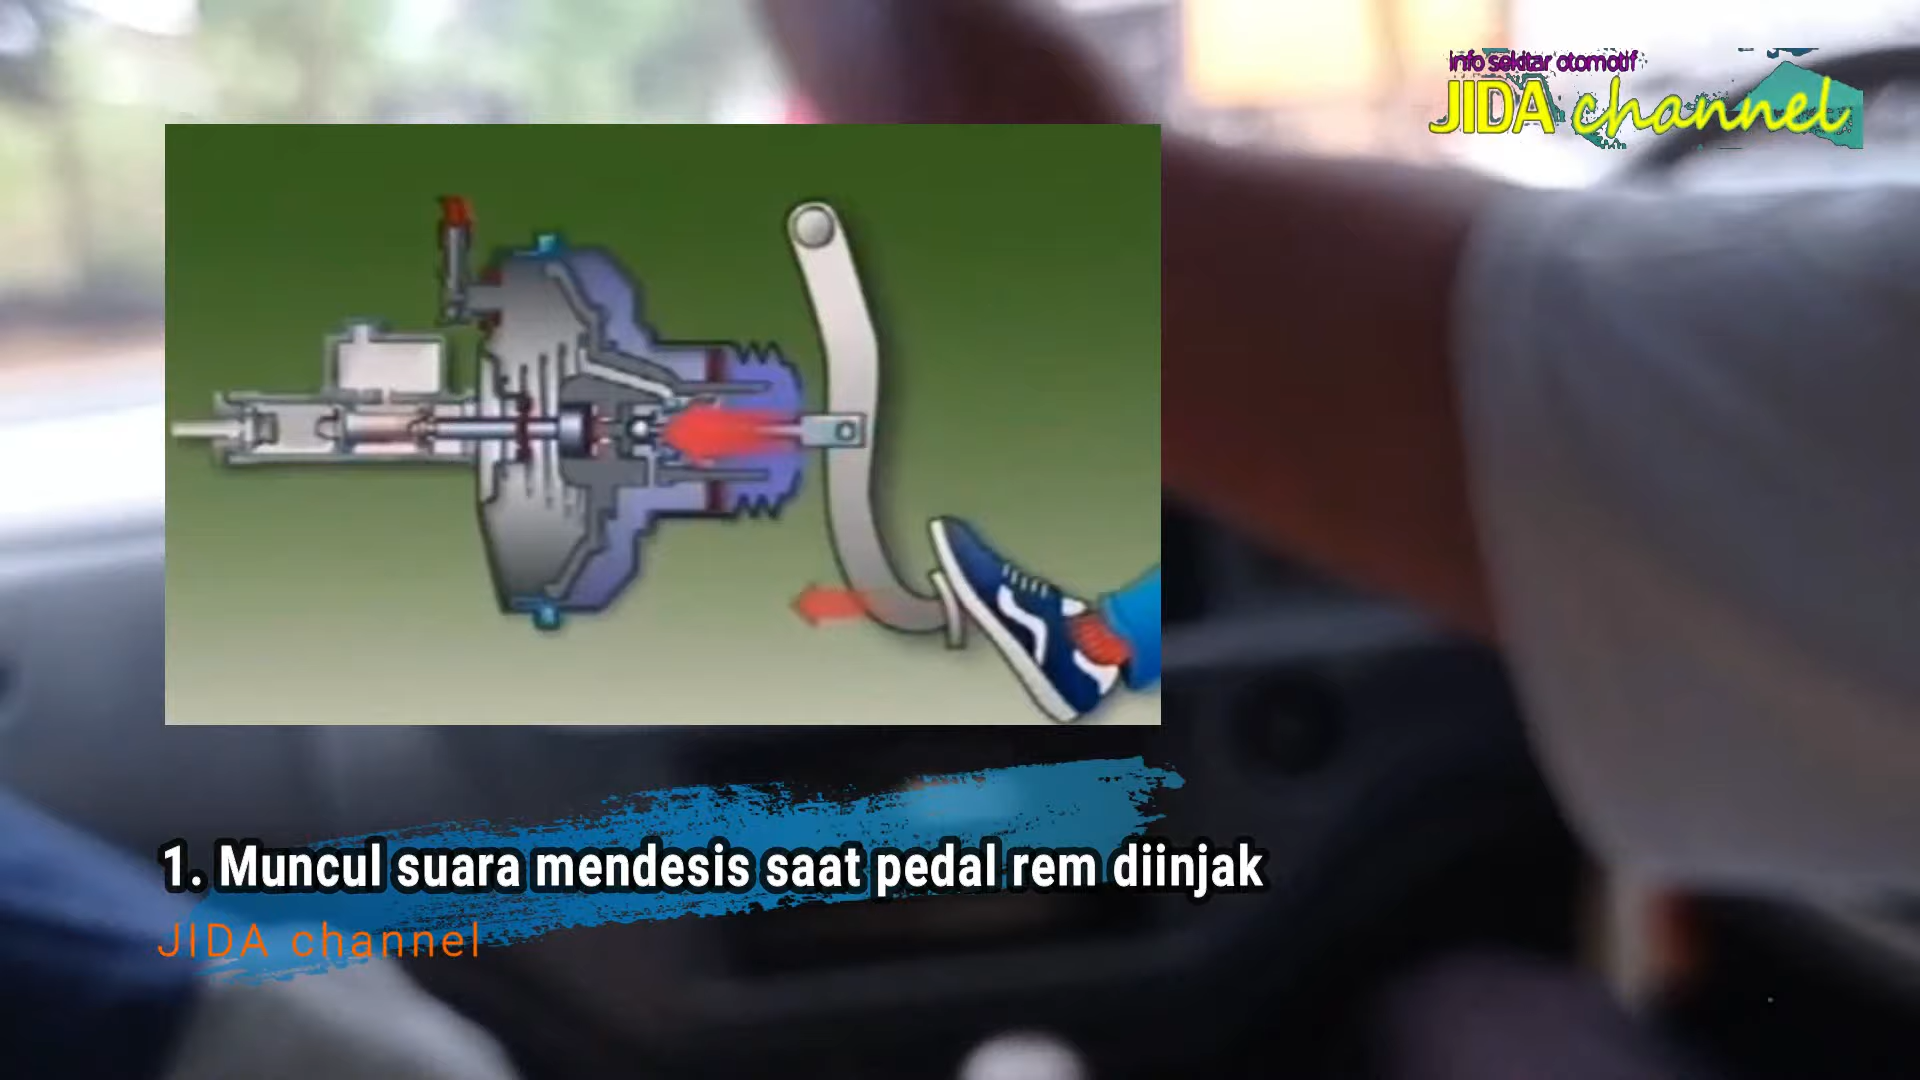 info sekitar otomotif
JIDA channel
1. Muncul suara mendesis saat pedal rem diinjak
JIDA channel